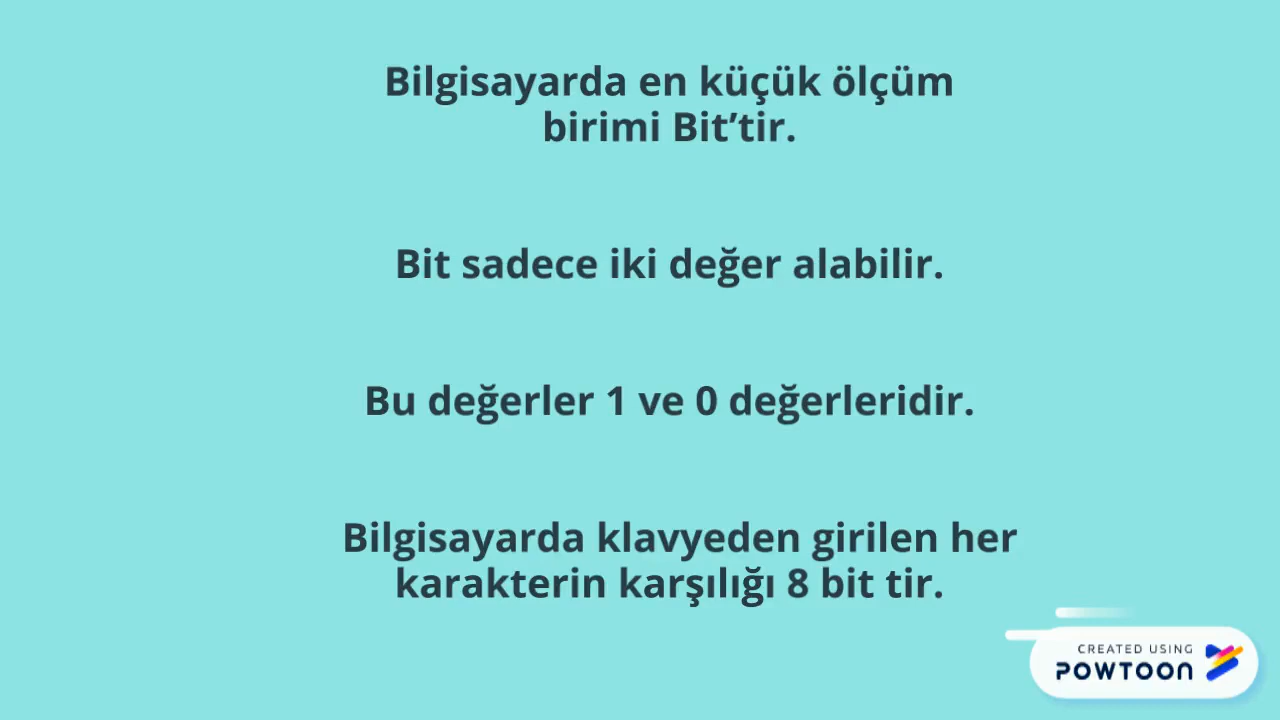 Bilgisayarda en küçük ölçüm
birimi Bit’tir.
Bit sadece iki değer alabilir.
Bu değerler 1 ve 0 değerleridir.
Bilgisayarda klavyeden girilen her
karakterin karşılığı 8 bit tir.
CREATED USING
POWTOON